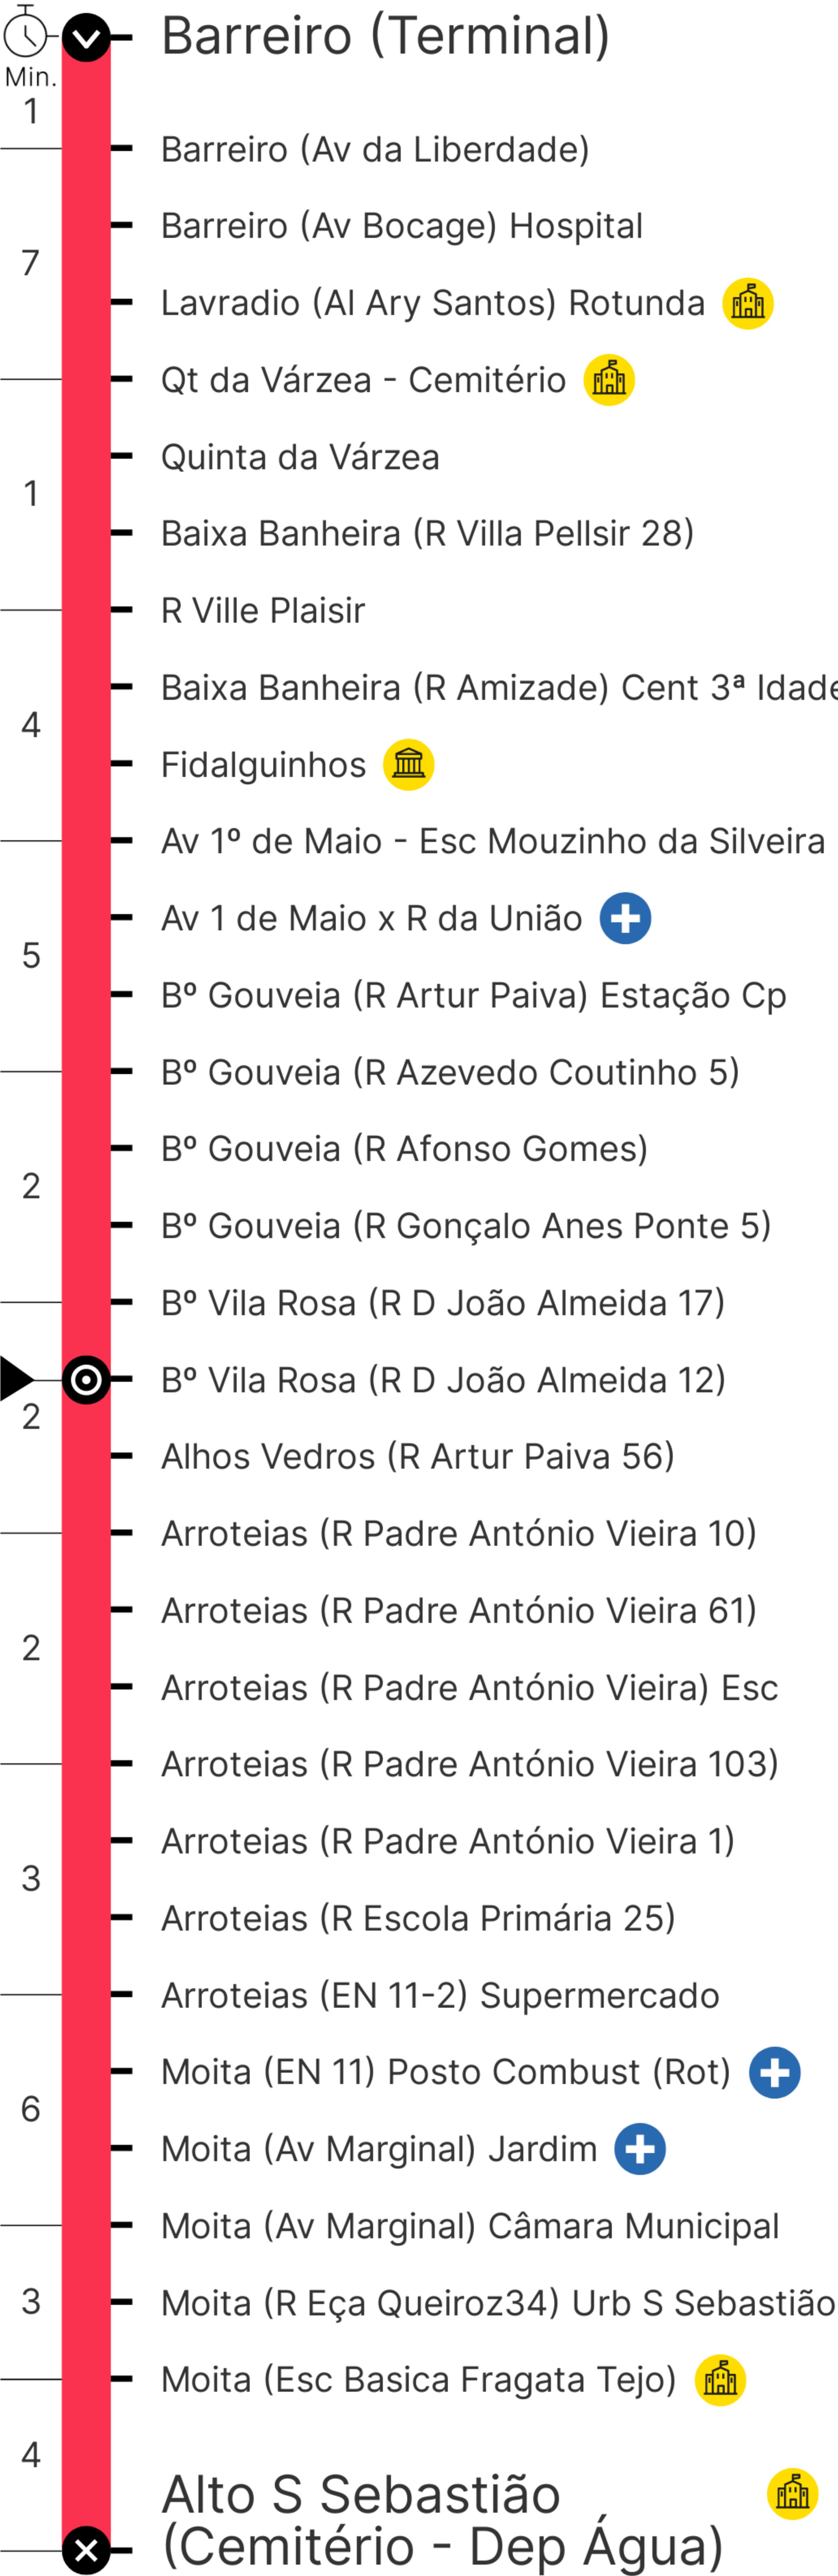 Barreiro (Terminal)
Min.
1
Barreiro (Av da Liberdade)
Barreiro (Av Bocage) Hospital
7
Lavradio (Al Ary Santos) Rotunda
Qt da Várzea - Cemitério
Quinta da Várzea
1
Baixa Banheira (R Villa Pellsir 28)
R Ville Plaisir
Baixa Banheira (R Amizade) Cent 3ª Idade
4
Fidalguinhos
Av 1º de Maio - Esc Mouzinho da Silveira
Av 1 de Maio x R da União
5
Bº Gouveia (R Artur Paiva) Estação Cp
Bº Gouveia (R Azevedo Coutinho 5)
Bº Gouveia (R Afonso Gomes)
2
Bº Gouveia (R Gonçalo Anes Ponte 5)
Bº Vila Rosa (R D João Almeida 17)
Bº Vila Rosa (R D João Almeida 12)
2
Alhos Vedros (R Artur Paiva 56)
Arroteias (R Padre António Vieira 10)
Arroteias (R Padre António Vieira 61)
2
Arroteias (R Padre António Vieira) Esc
Arroteias (R Padre António Vieira 103)
Arroteias (R Padre António Vieira 1)
3
Arroteias (R Escola Primária 25)
Arroteias (EN 11-2) Supermercado
Moita (EN 11) Posto Combust (Rot)
6
Moita (Av Marginal) Jardim
Moita (Av Marginal) Câmara Municipal
3
Moita (R Eça Queiroz34) Urb S Sebastião
Moita (Esc Basica Fragata Tejo)
4
Alto S Sebastião
(Cemitério - Dep Água)